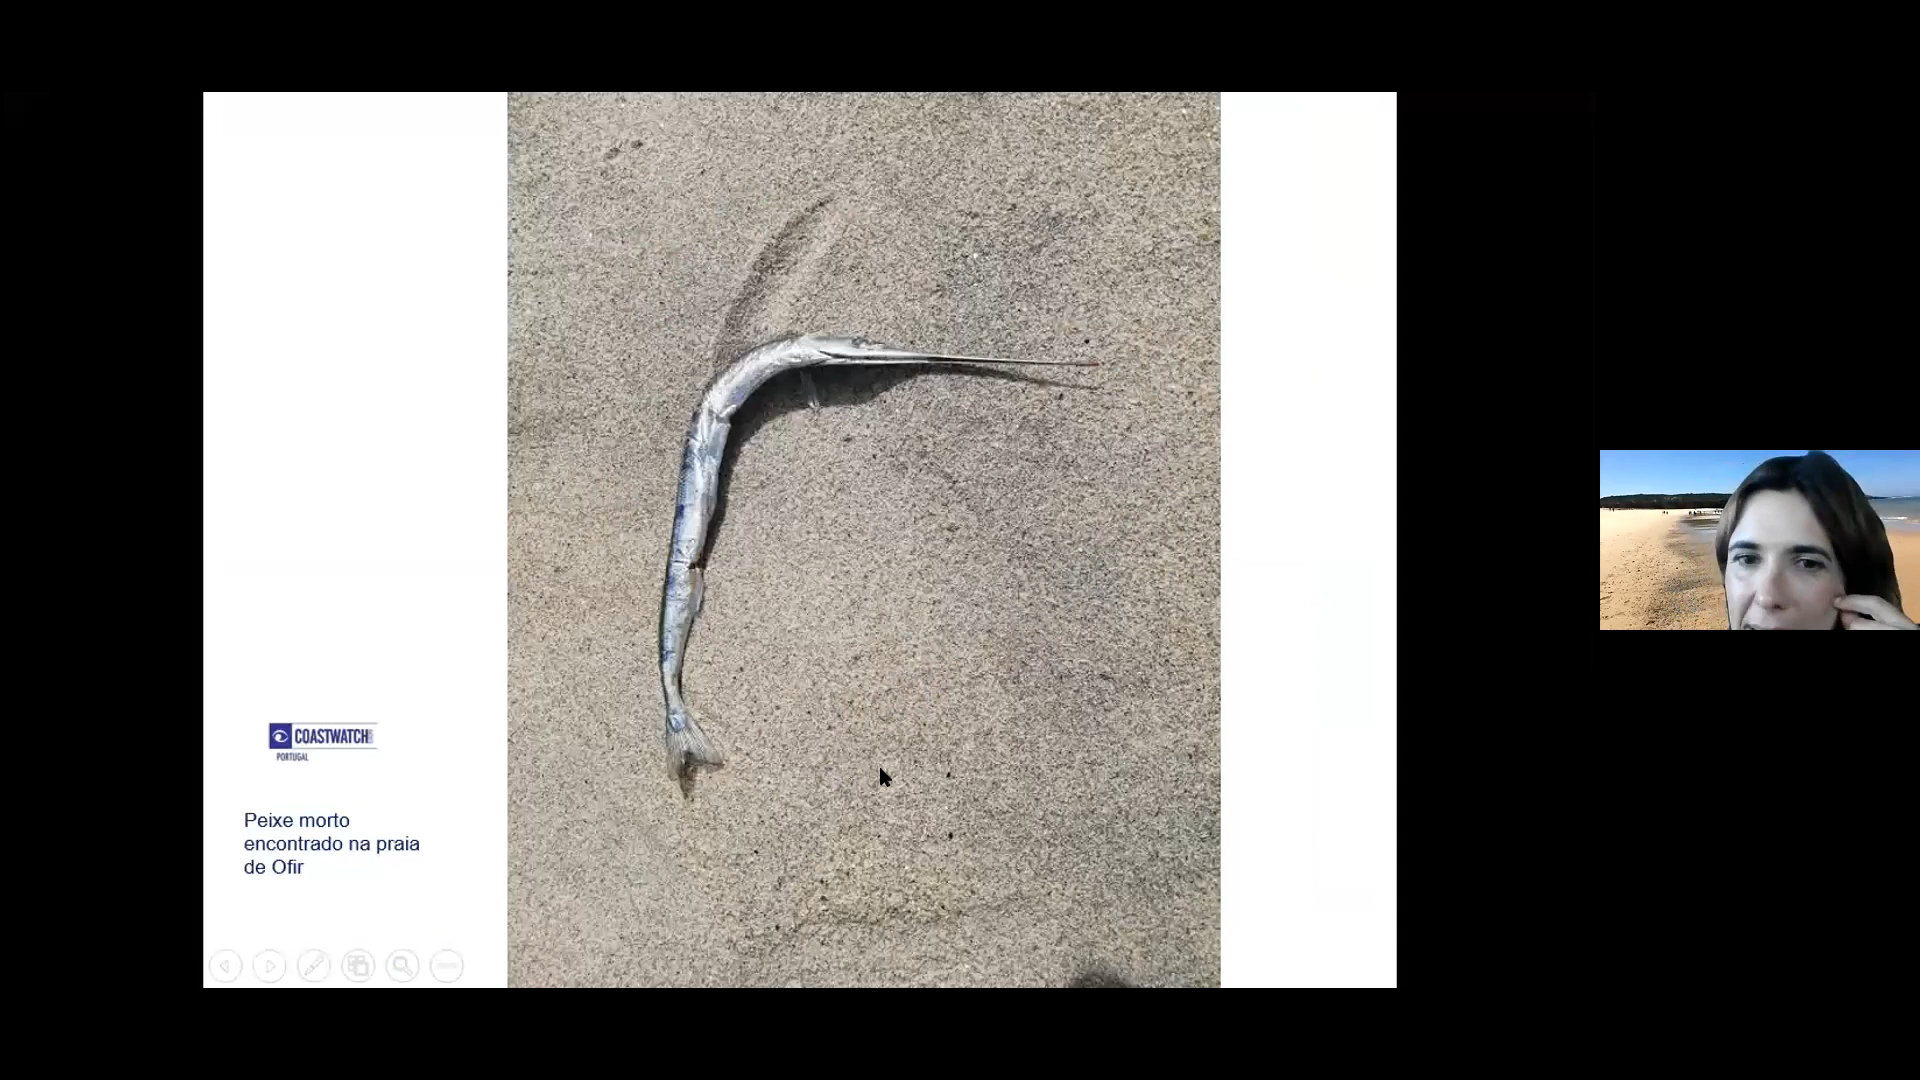 COASTWATCH
PORTUGAL
Peixe morto
encontrado na praia
de Ofir